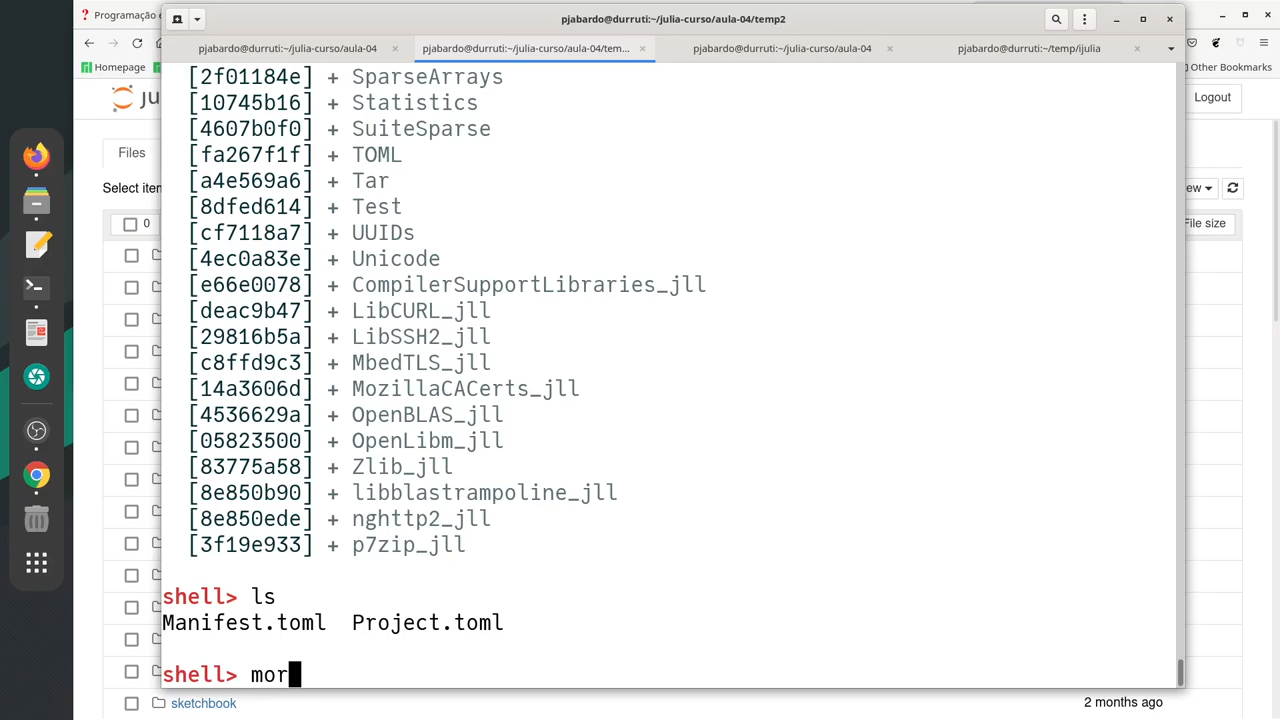 Programação e
pjabardo@durruti:~/julia-curso/aula-04/temp2
pjabardo@durruti:~/julia-curso/aula-04
pjabardo@durruti:~/julia-curso/aula-04/tem...
pjabardo@durruti:~/julia-curso/aula-04
pjabardo@durruti:~/temp/ijulia
Homepage
Other Bookmarks
Logout
Files
Select iten
File size
0
[2f01184e] + SparseArrays
[10745b16] + Statistics
[4607b0f0] + SuiteSparse
[fa267f1f] + TOML
[a4e569a6] + Tar
[8dfed614] + Test
[cf7118a7] + UUIDs
[4ec0a83e] + Unicode
[e66e0078] + CompilerSupportLibraries_jll
[deac9b47] + LibCURL_jll
[29816b5a] + LibSSH2_jll
[c8ffd9c3] + MbedTLS_jll
[14a3606d] + MozillaCACerts_jll
[4536629a] + OpenBLAS_jll
[05823500] + OpenLibm_jll
[83775a58] + Zlib_jll
[8e850b90] + libblastrampoline_jll
[8e850ede] + nghttp2_jll
[3f19e933] + p7zip_jll
shell> ls
Manifest.toml Project.toml
shell> mor
sketchbook
2 months ago